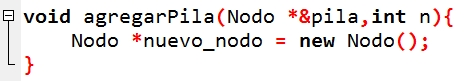 void agregarPila(Nodo *&pila,int n){
    Nodo *nuevo_nodo = new Nodo();
}